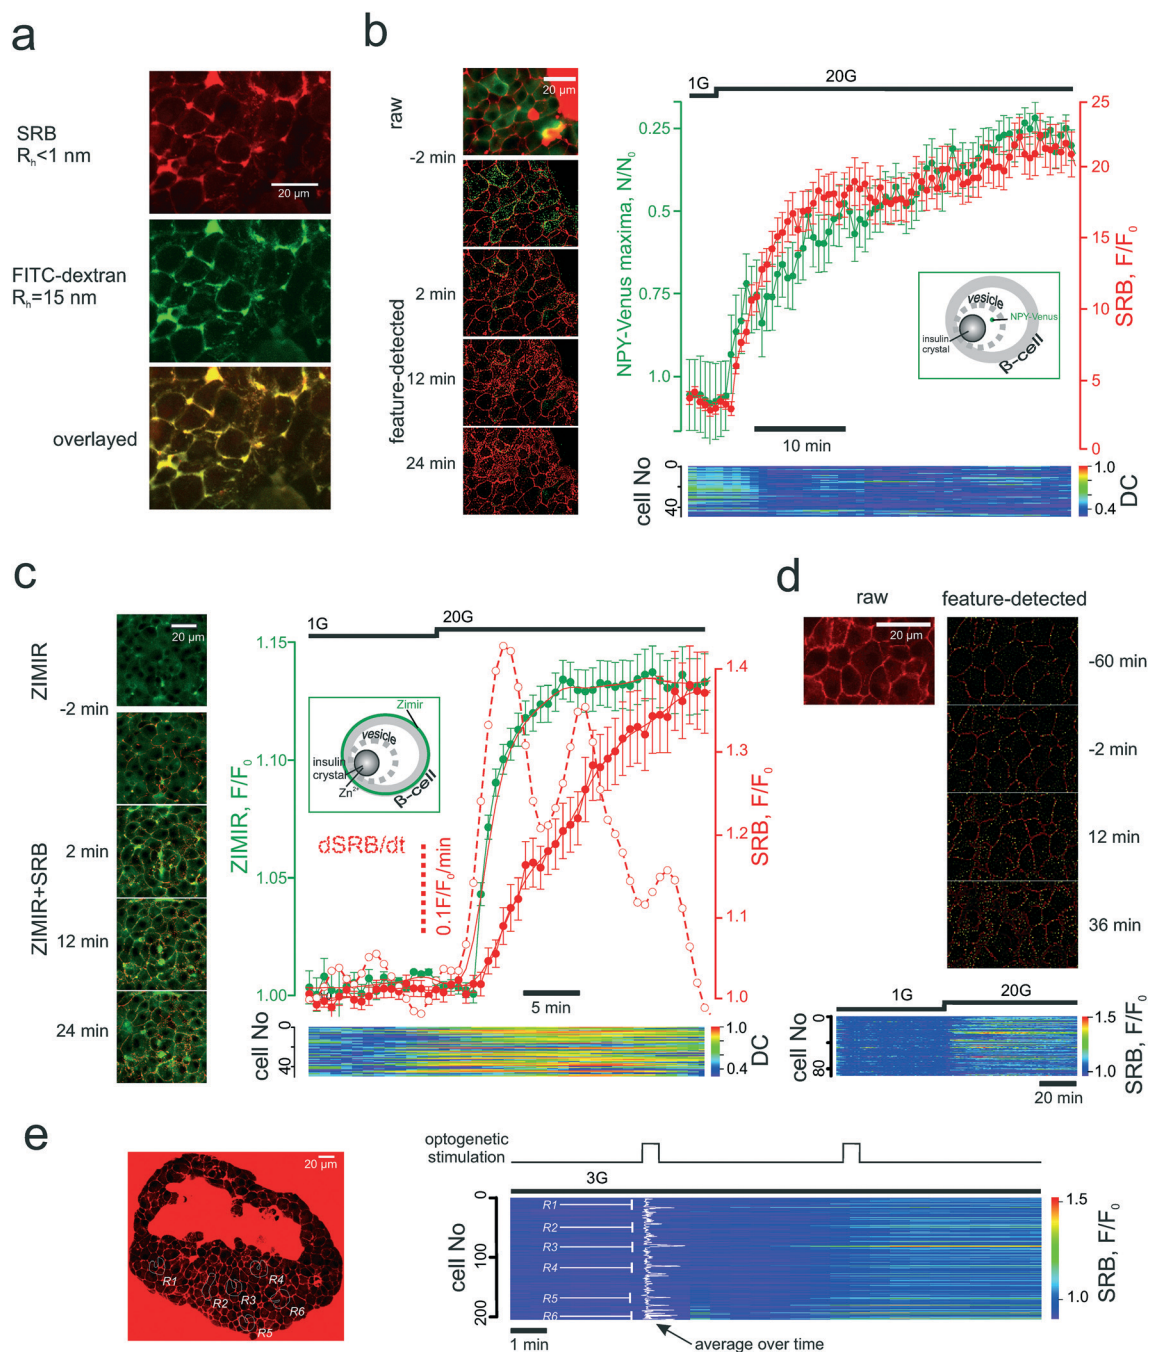 a
SRB
Rh<1 nm
20 µm
FITC-dextran
Rh=15 nm
overlayed
b
raw
20 µm
-2 min
2 min
12 min
24 min
feature-detected
1G
20G
NPY-Venus maxima, N/N0
0.25
0.5
0.75
1.0
25
20
15
10
5
0
SRB, F/F0
vesicle
NPY-Venus
insulin
crystal
β-cell
10 min
cell No
0
40
1.0
0.4
DC
c
ZIMIR
20 µm
-2 min
ZIMIR+SRB
2 min
12 min
24 min
1G
20G
ZIMIR, F/F0
1.15
1.10
1.05
1.00
Zimir
vesicle
insulin
crystal
Zn2+
β-cell
dSRB/dt
0.1F/F0/min
1.4
1.3
1.2
1.1
1.0
SRB, F/F0
5 min
cell No
0
40
1.0
0.4
DC
d
raw
feature-detected
20 µm
-60 min
-2 min
12 min
36 min
1G
20G
cell No
0
80
1.5
1.0
SRB, F/F0
20 min
e
20 µm
R1
R2
R3
R4
R5
R6
optogenetic
stimulation
3G
cell No
0
100
200
R1
R2
R3
R4
R5
R6
1.5
1.0
SRB, F/F0
1 min
average over time